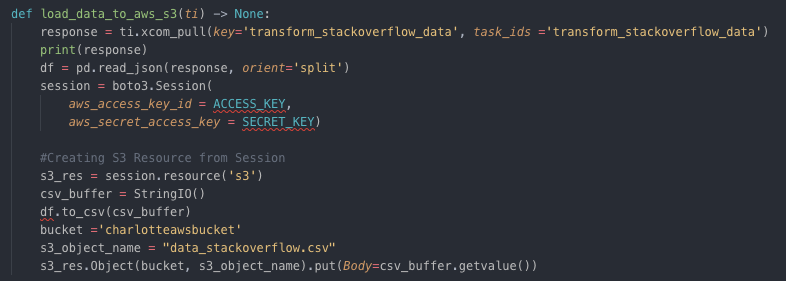 def load_data_to_aws_s3(ti) -> None:
    response = ti.xcom_pull(key='transform_stackoverflow_data', task_ids ='transform_stackoverflow_data')
    print(response)
    df = pd.read_json(response, orient='split')
    session = boto3.Session(
        aws_access_key_id = ACCESS_KEY,
        aws_secret_access_key = SECRET_KEY)

    #Creating S3 Resource from Session
    s3_res = session.resource('s3')
    csv_buffer = StringIO()
    df.to_csv(csv_buffer)
    bucket ='charlotteawsbucket'
    s3_object_name = "data_stackoverflow.csv"
    s3_res.Object(bucket, s3_object_name).put(Body=csv_buffer.getvalue())